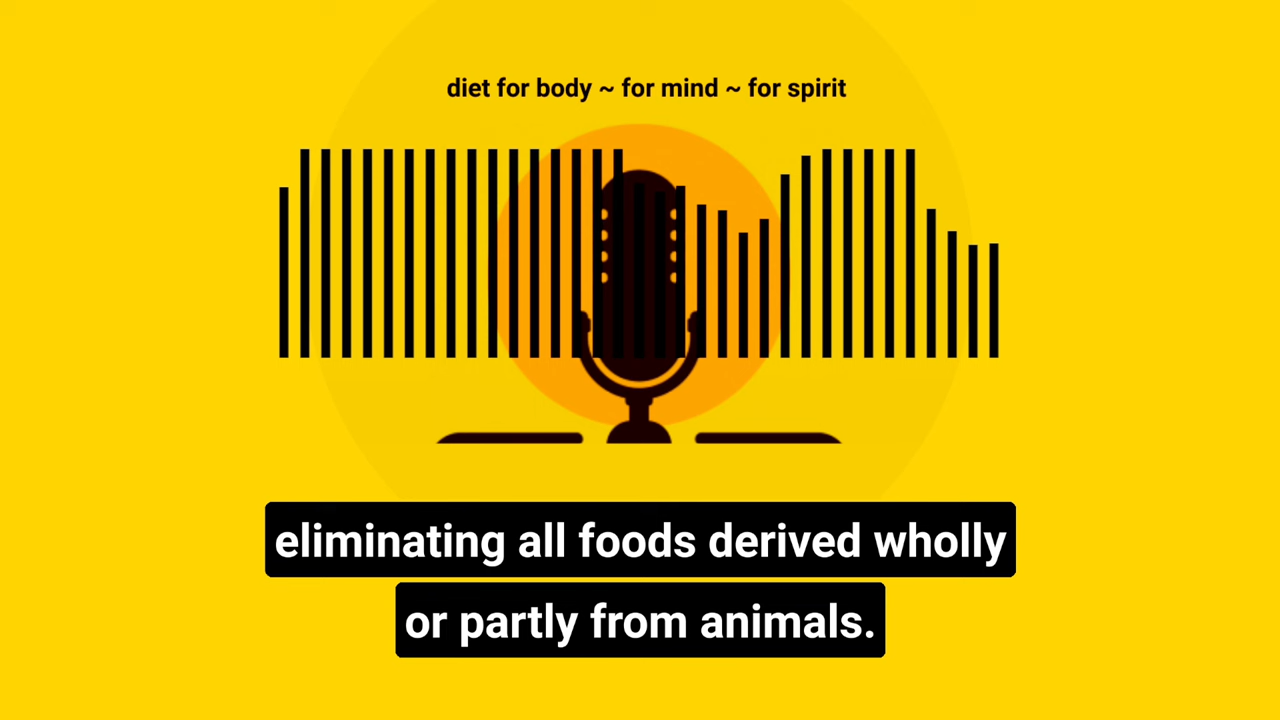 diet for body ~ for mind ~ for spirit
eliminating all foods derived wholly
or partly from animals.